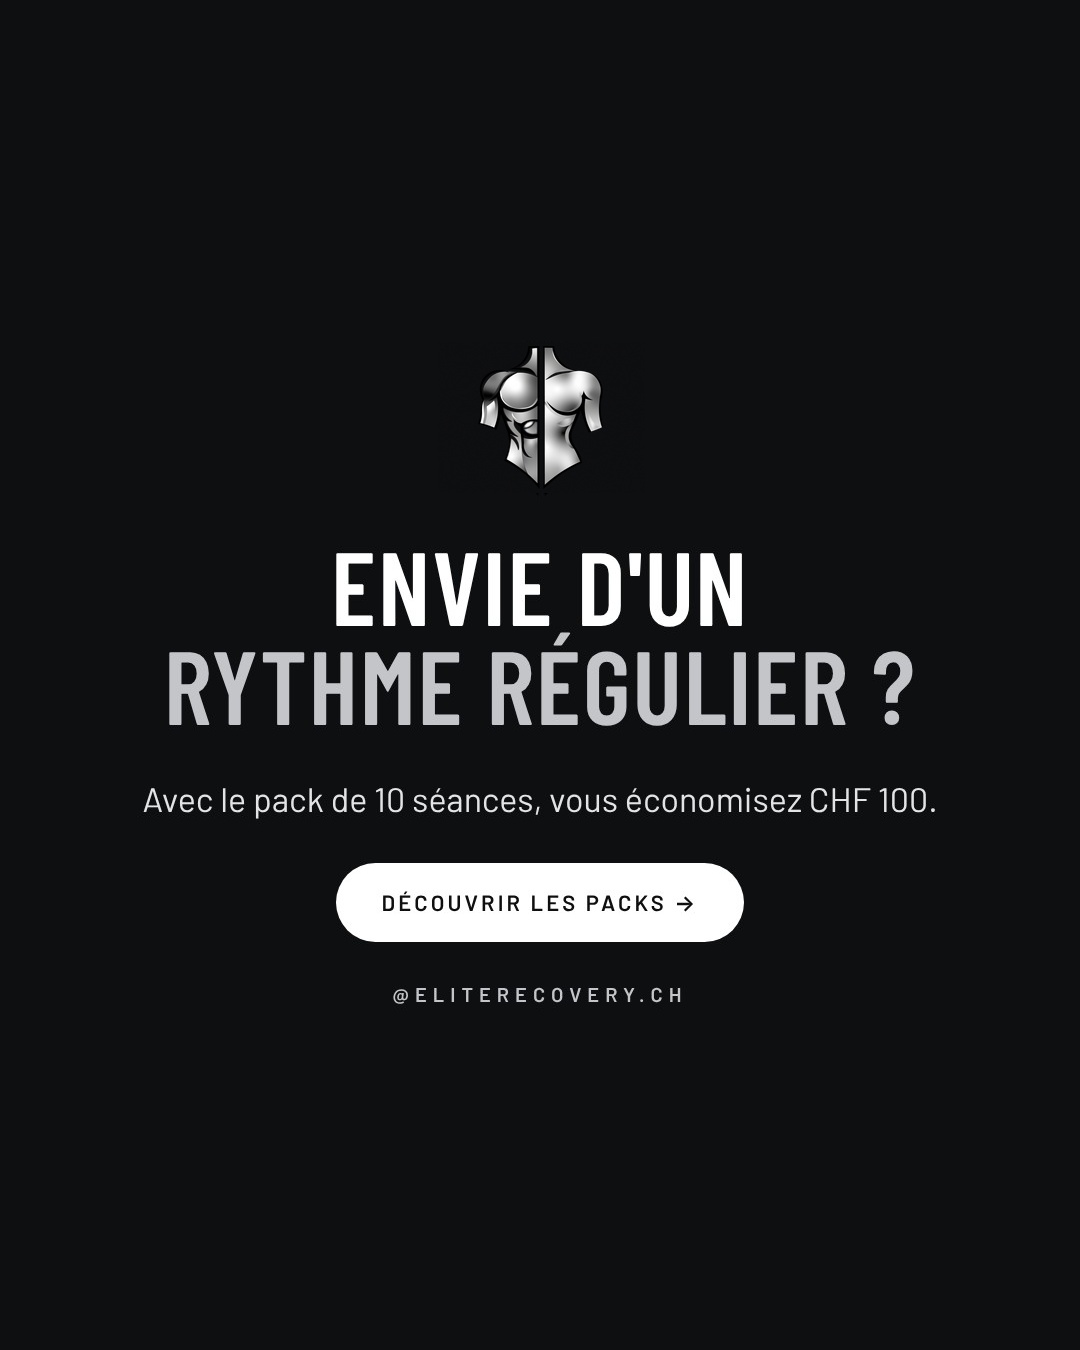 ENVIE D'UN
RYTHME RÉGULIER ?
Avec le pack de 10 séances, vous économisez CHF 100.
DÉCOUVRIR LES PACKS →
@ELITERECOVERY.CH